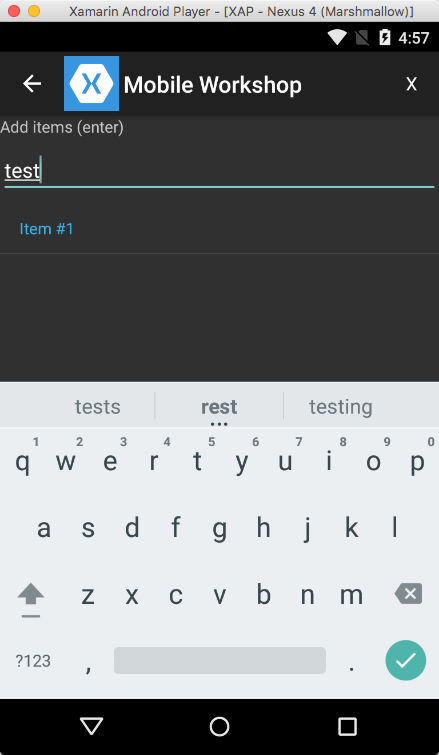 Xamarin Android Player - [XAP - Nexus 4 (Marshmallow)]
4:57
Mobile Workshop X
Add items (enter)
test
Item #1
tests rest testing
1 2 3 4 5 6 7 8 9 0
q w e r t y u i o p
a s d f g h j k l
z x c v b n m
?123 , .